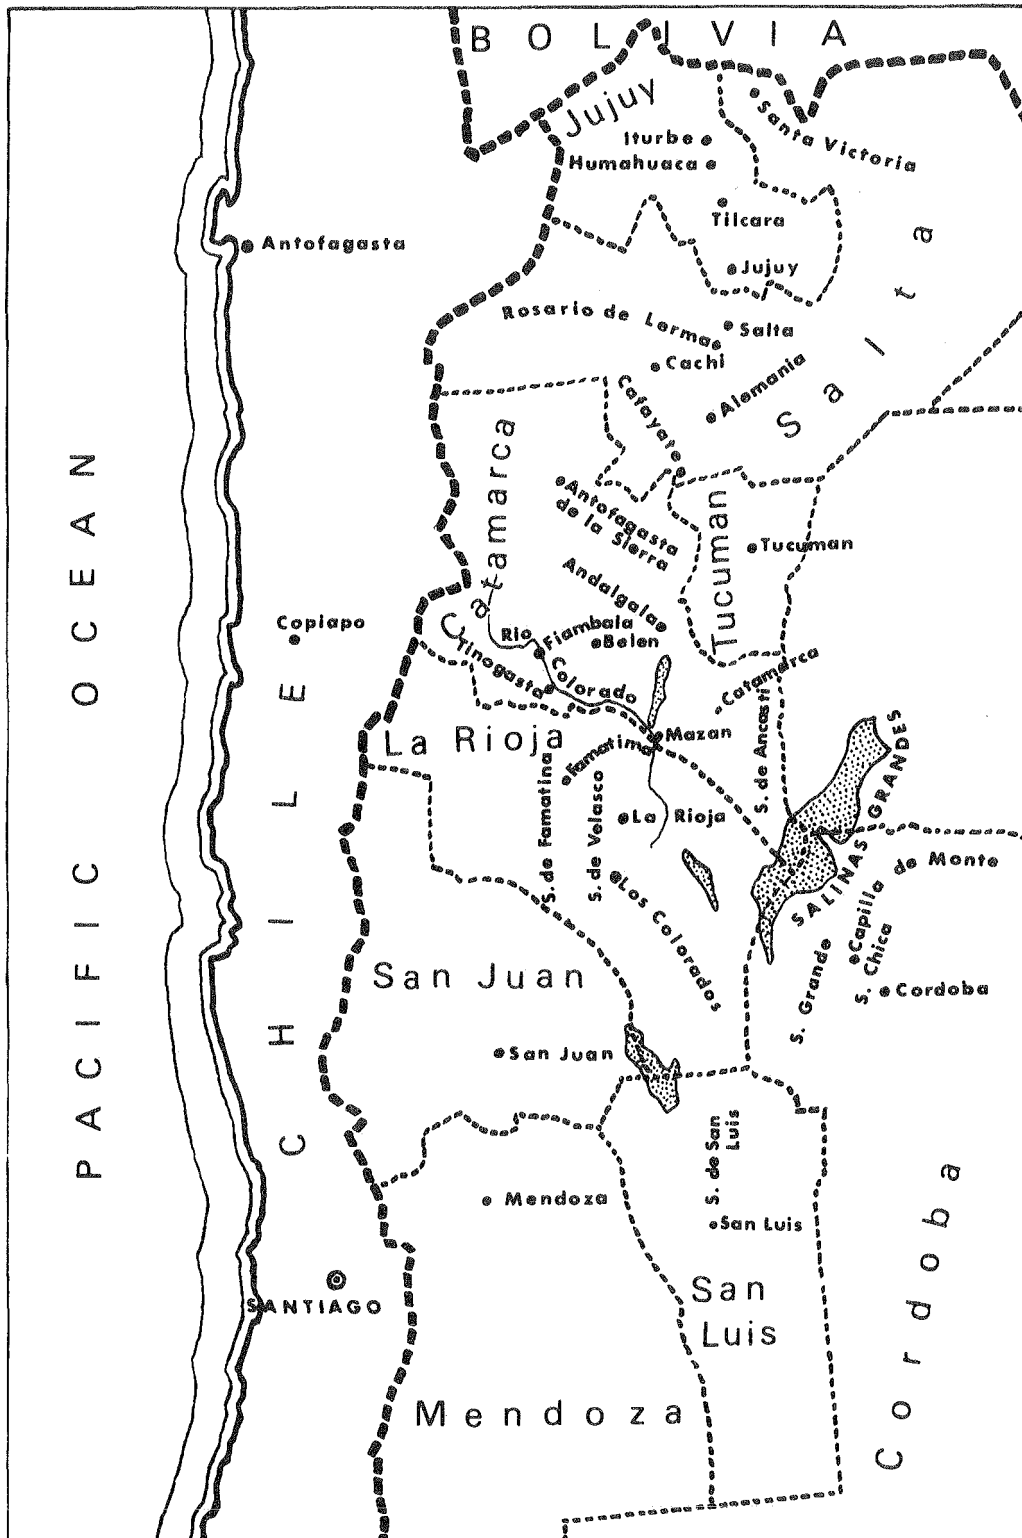 BOLIVIA
Jujuy
Santa Victoria
Iturbe
Humahuaca
Tilcara
Antofagasta
Jujuy
Salta
Rosario de Lerma
Salta
Cachi
Alemania
Cafayate
Catamarca
PACIFIC OCEAN
Antofagasta
de la Sierra
Tucuman
Tucuman
Andalgala
Copiapo
Rio
Colorado
Fiambala
Belen
Tinogasta
Catamarca
CHILE
La Rioja
Mazan
Famatima
S. de Famatina
S. de Velasco
S. de Ancasti
SALINAS GRANDES
La Rioja
Los Colorados
Capilla de Monte
S. Chica
S. Grande
Cordoba
San Juan
San Juan
S. de San
Luis
Mendoza
San Luis
SANTIAGO
San
Luis
Cordoba
Mendoza